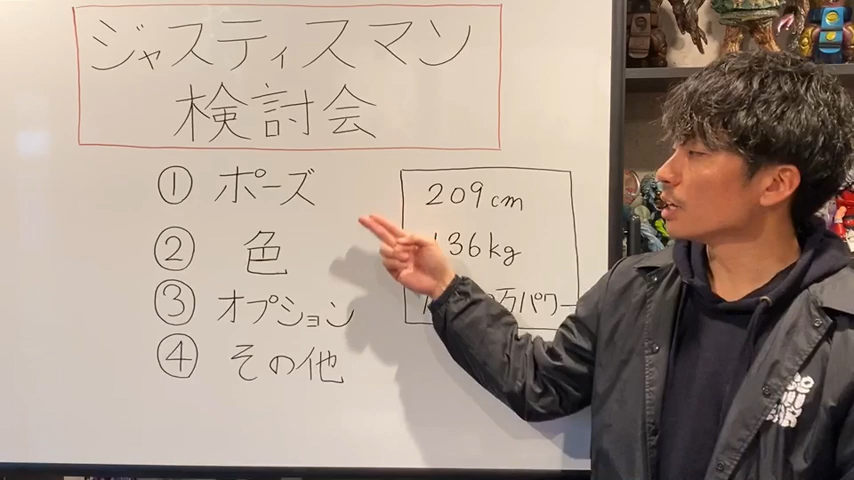 ジャスティスマン
検討会
① ポーズ
② 色
③ オプション
④ その他
209cm
136kg
万パワー